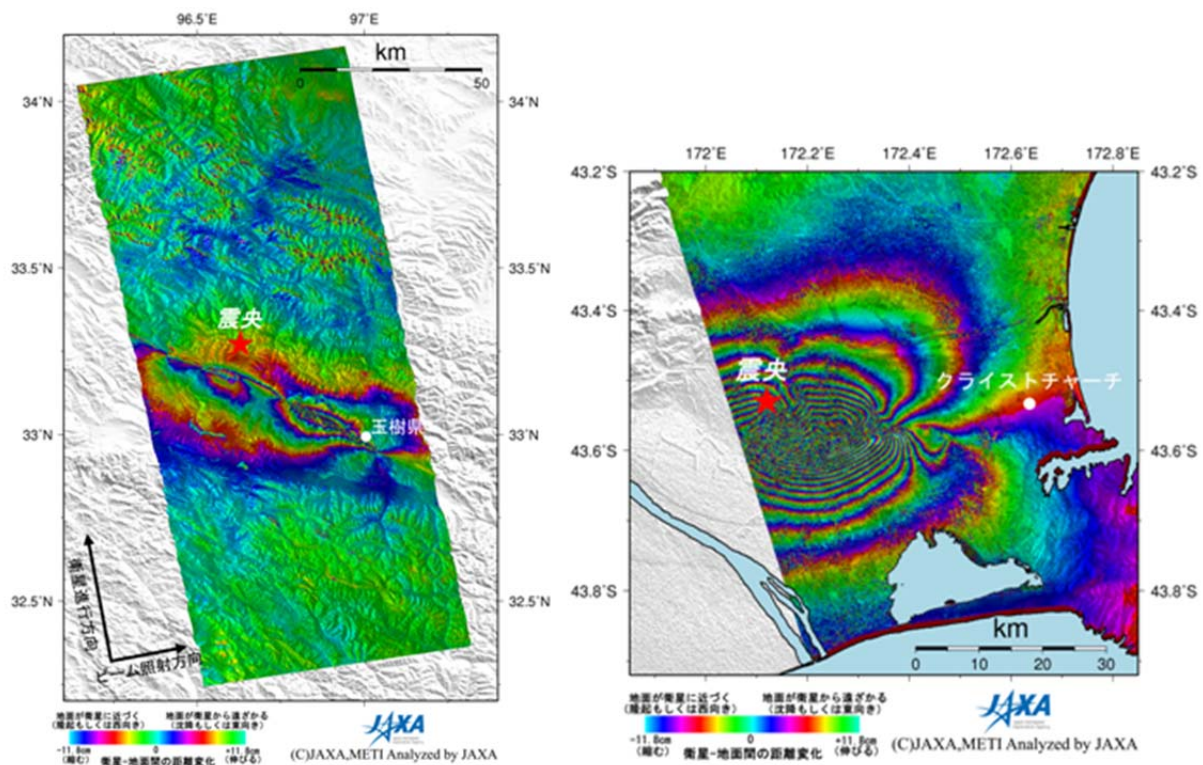 96.5°E
97°E
km
0
50
34°N
34°N
33.5°N
33.5°N
震央
33°N
玉樹県
33°N
32.5°N
32.5°N
衛星進行方向
ビーム照射方向
地面が衛星に近づく
(隆起もしくは西向き)
地面が衛星から遠ざかる
(沈降もしくは東向き)
-11.8cm
(縮む)
0
+11.8cm
(伸びる)
衛星-地面間の距離変化
JAXA
(C)JAXA,METI Analyzed by JAXA
172°E
172.2°E
172.4°E
172.6°E
172.8°E
43.2°S
43.2°S
43.4°S
43.4°S
震央
クライストチャーチ
43.6°S
43.6°S
43.8°S
43.8°S
km
0
10
20
30
地面が衛星に近づく
(隆起もしくは西向き)
地面が衛星から遠ざかる
(沈降もしくは東向き)
-11.8cm
(縮む)
0
+11.8cm
(伸びる)
衛星-地面間の距離変化
JAXA
(C)JAXA,METI Analyzed by JAXA